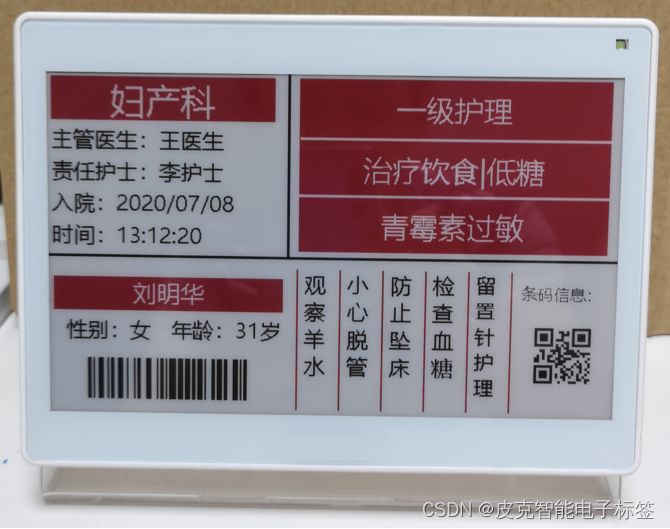 妇产科
主管医生：王医生
责任护士：李护士
入院：2020/07/08
时间：13:12:20
一级护理
治疗饮食|低糖
青霉素过敏
刘明华
性别：女 年龄：31岁
观察羊水
小心脱管
防止坠床
检查血糖
留置针护理
条码信息：
CSDN @皮克智能电子标签